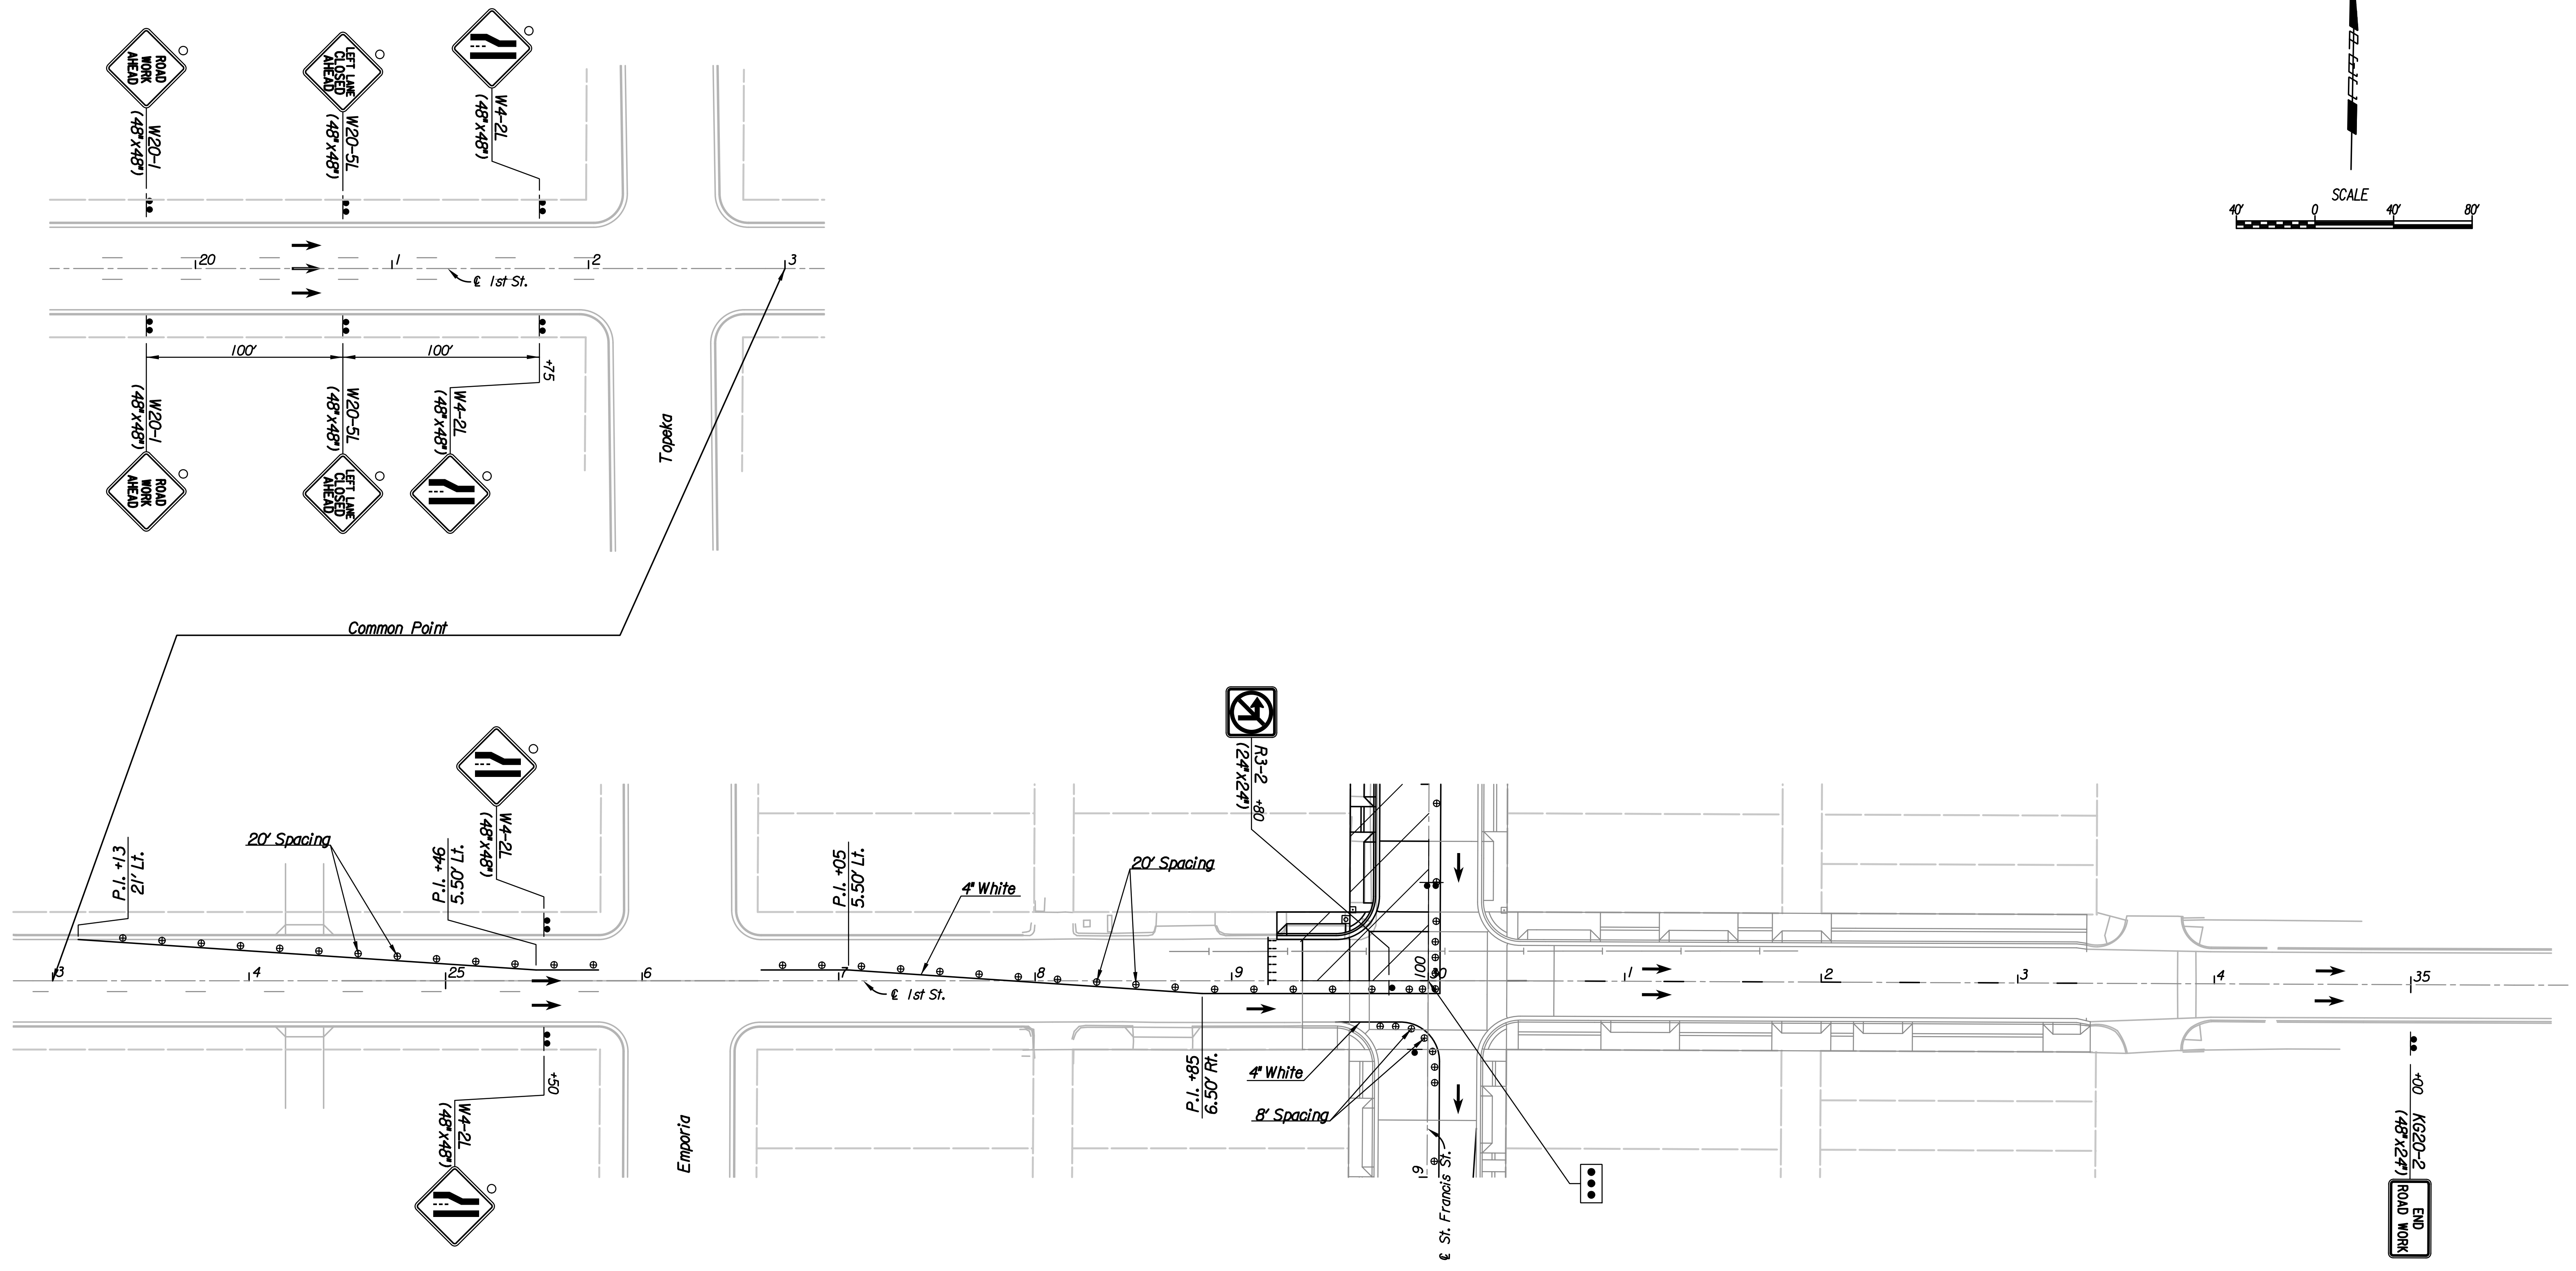 ROAD
WORK
AHEAD
W20-1
(48"x48")
LEFT LANE
CLOSED
AHEAD
W20-5L
(48"x48")
W4-2L
(48"x48")
SCALE
40' 0 40' 80'
20 1 2 3
℄ 1st St.
100' 100'
+75
W20-1
(48"x48")
ROAD
WORK
AHEAD
W20-5L
(48"x48")
LEFT LANE
CLOSED
AHEAD
W4-2L
(48"x48")
Topeka
Common Point
R3-2
(24"x24")
+80
W4-2L
(48"x48")
P.I. +13
21' Lt.
20' Spacing
P.I. +46
5.50' Lt.
P.I. +05
5.50' Lt.
4" White
20' Spacing
3 4 25 6 7 8 9 30 1 2 3 4 35
100
℄ 1st St.
P.I. +85
6.50' Rt.
4" White
8' Spacing
+50
W4-2L
(48"x48")
Emporia
9
℄ St. Francis St.
+00
KG20-2
(48"x24")
END
ROAD WORK